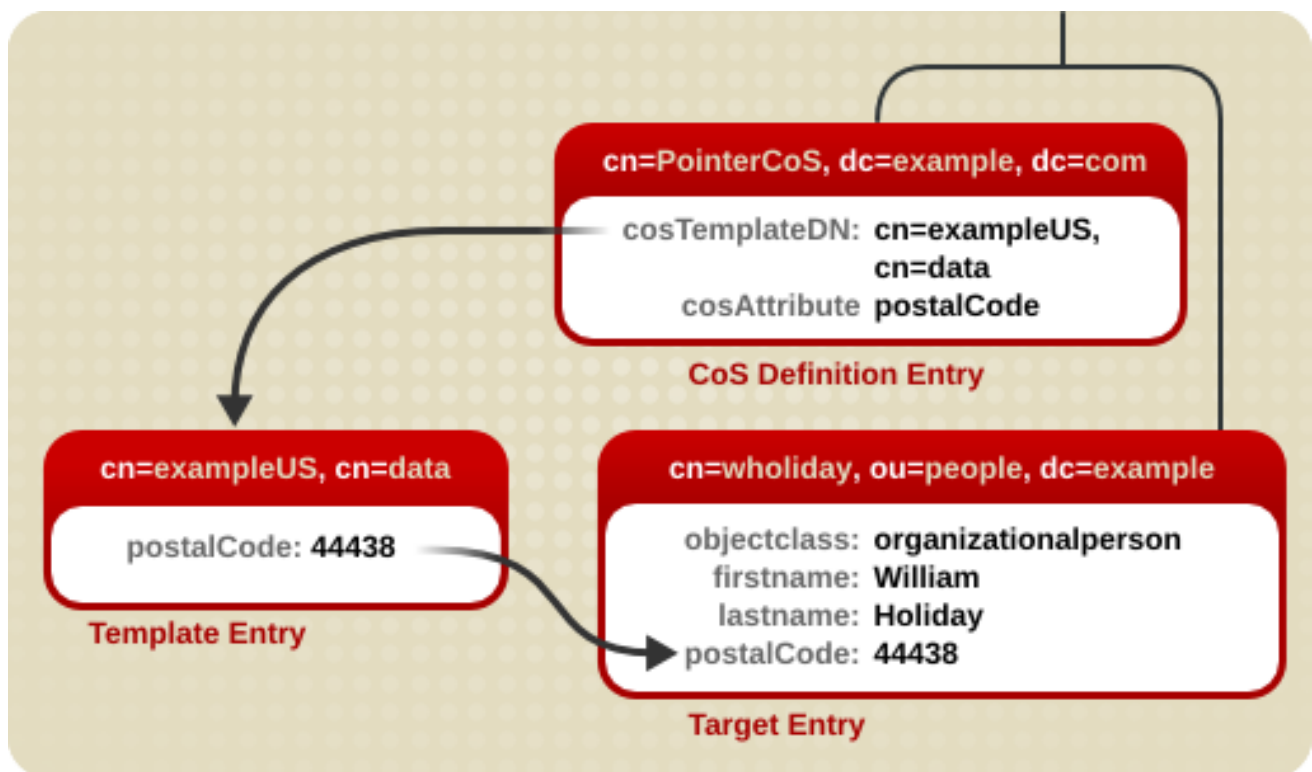 cn=PointerCoS, dc=example, dc=com
cosTemplateDN: cn=exampleUS,
cn=data
cosAttribute postalCode
CoS Definition Entry
cn=exampleUS, cn=data
postalCode: 44438
Template Entry
cn=wholiday, ou=people, dc=example
objectclass: organizationalperson
firstname: William
lastname: Holiday
postalCode: 44438
Target Entry